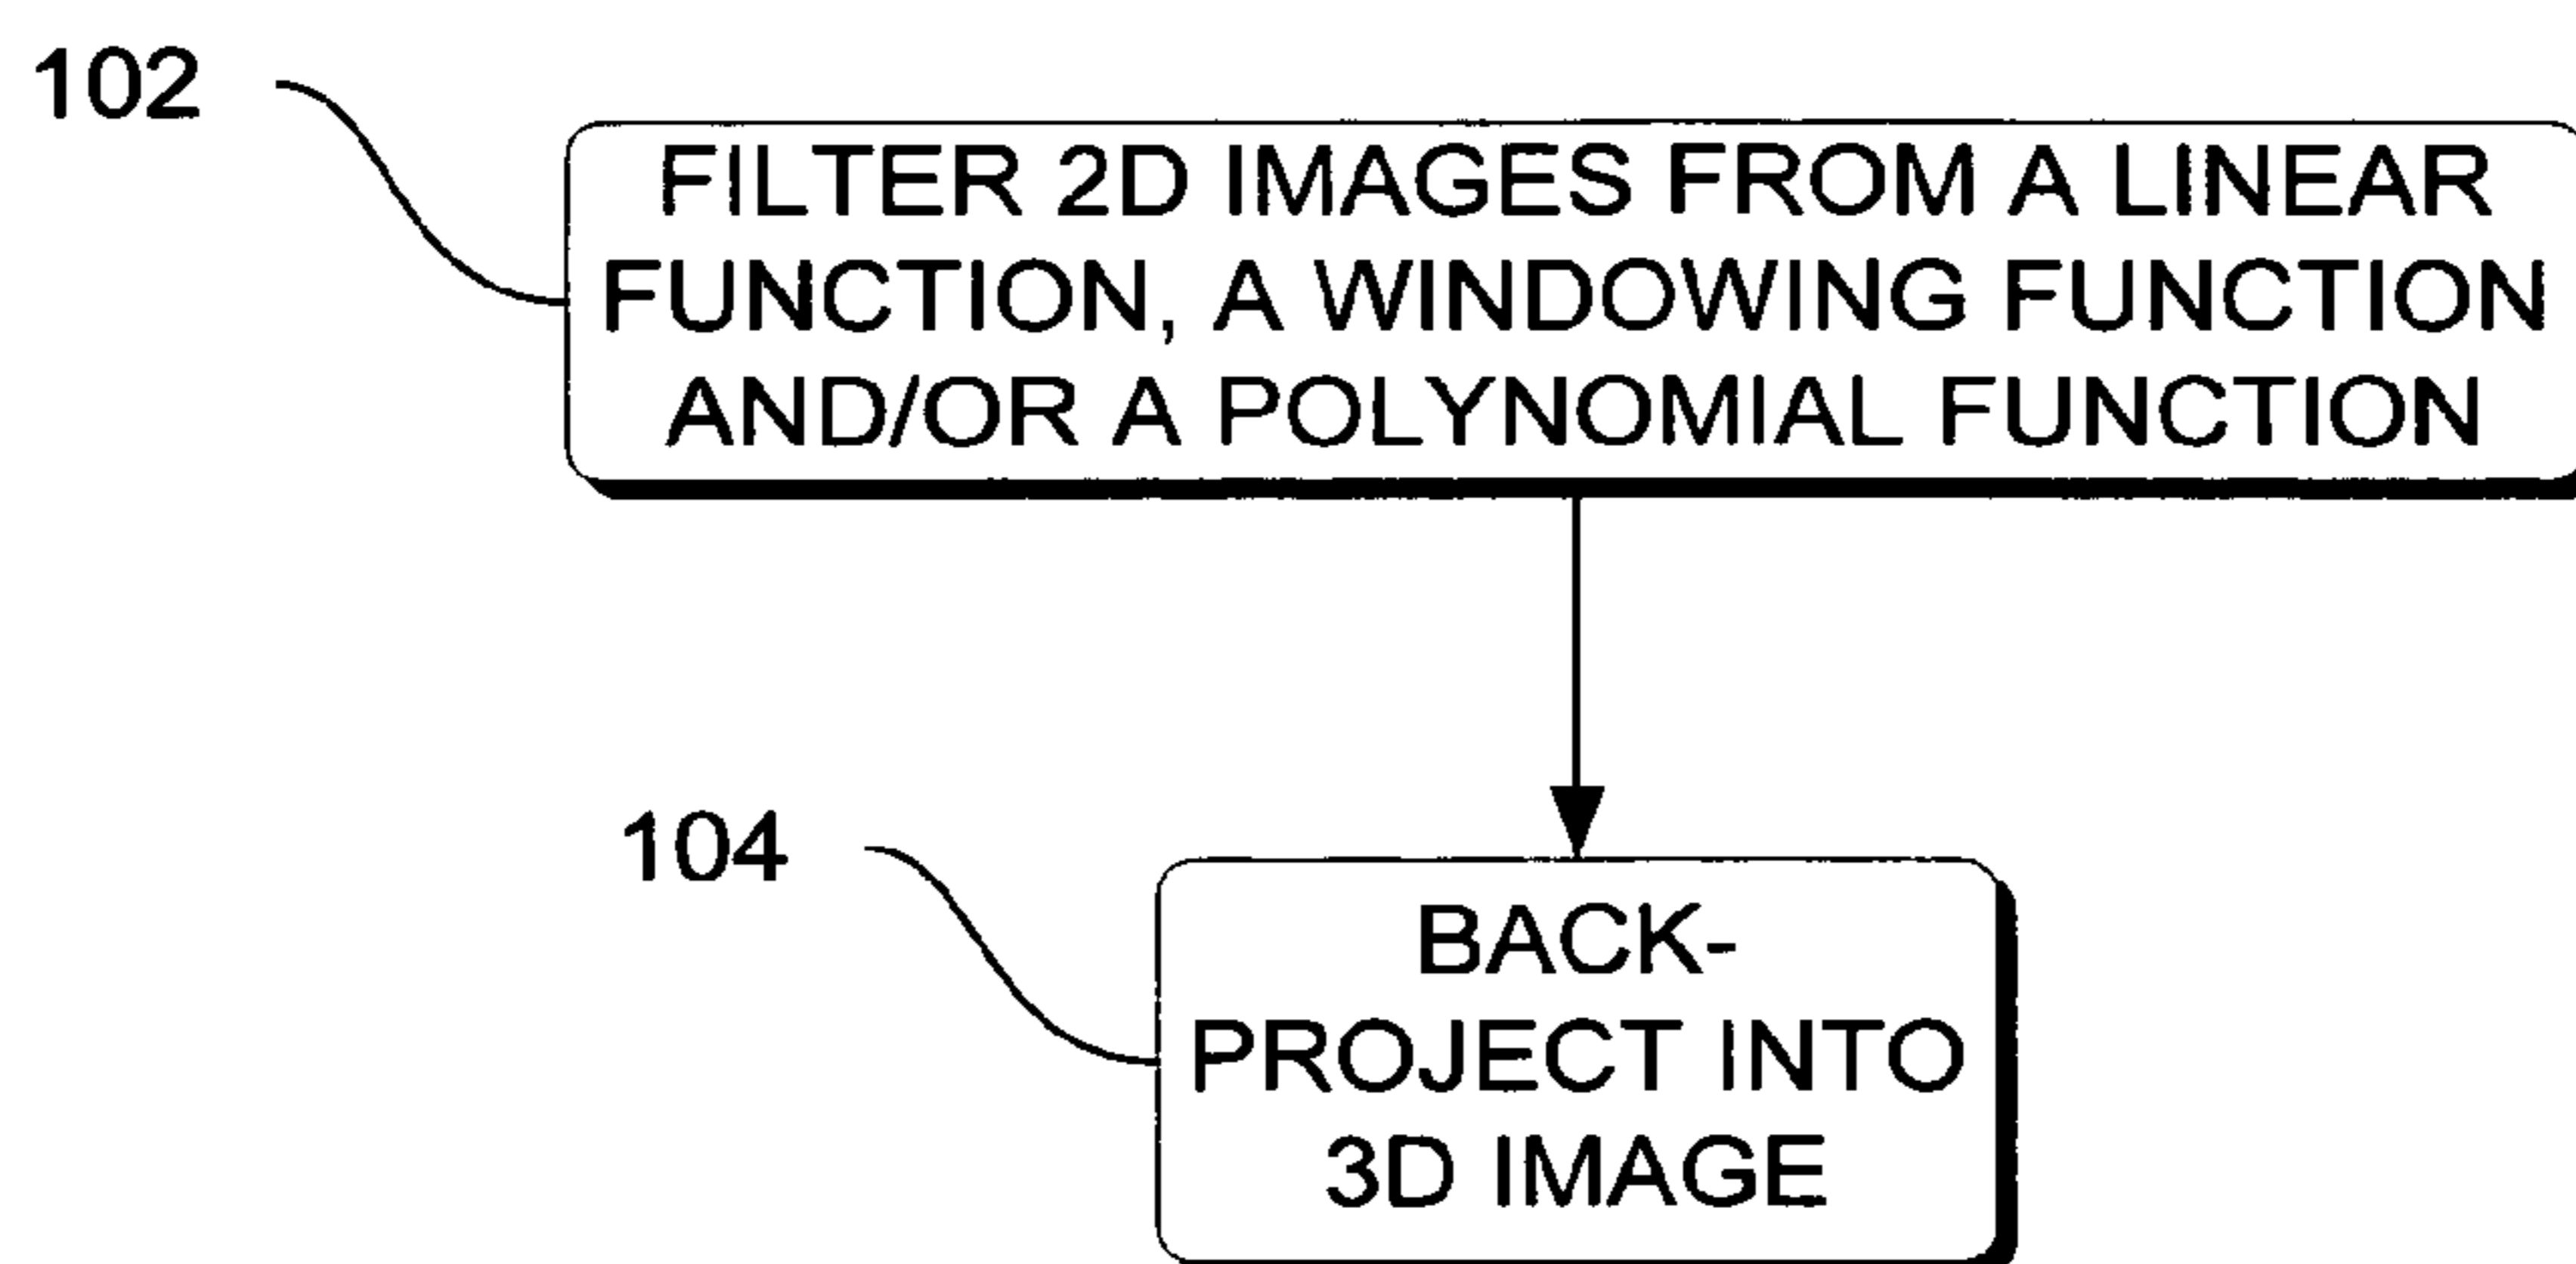 102
FILTER 2D IMAGES FROM A LINEAR
FUNCTION, A WINDOWING FUNCTION
AND/OR A POLYNOMIAL FUNCTION
104
BACK-
PROJECT INTO
3D IMAGE